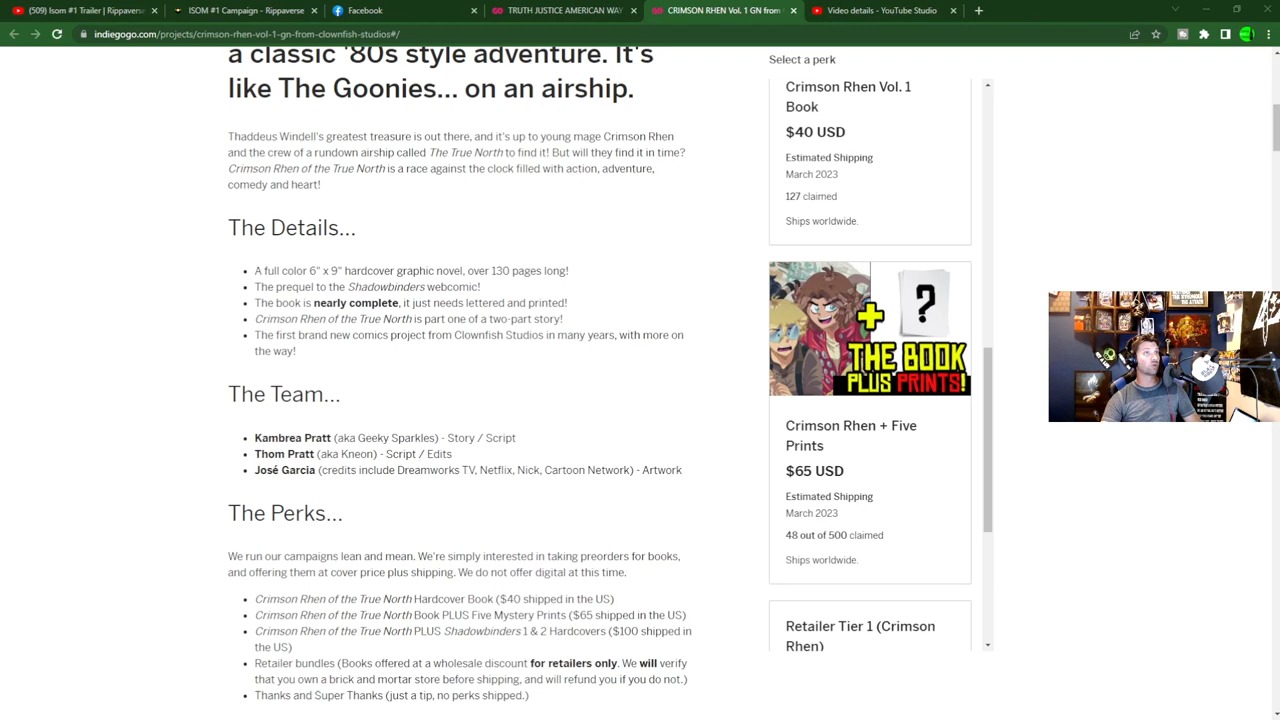 (509) Isom #1 Trailer | Rippaverse
ISOM #1 Campaign - Rippaverse
Facebook
TRUTH JUSTICE AMERICAN WAY
CRIMSON RHEN Vol. 1 GN from
Video details - YouTube Studio
indiegogo.com/projects/crimson-rhen-vol-1-gn-from-clownfish-studios#/
a classic '80s style adventure. It's
like The Goonies... on an airship.
Thaddeus Windell's greatest treasure is out there, and it's up to young mage Crimson Rhen
and the crew of a rundown airship called The True North to find it! But will they find it in time?
Crimson Rhen of the True North is a race against the clock filled with action, adventure,
comedy and heart!
The Details...
A full color 6" x 9" hardcover graphic novel, over 130 pages long!
The prequel to the Shadowbinders webcomic!
The book is nearly complete, it just needs lettered and printed!
Crimson Rhen of the True North is part one of a two-part story!
The first brand new comics project from Clownfish Studios in many years, with more on
the way!
The Team...
Kambrea Pratt (aka Geeky Sparkles) - Story / Script
Thom Pratt (aka Kneon) - Script / Edits
José Garcia (credits include Dreamworks TV, Netflix, Nick, Cartoon Network) - Artwork
The Perks...
We run our campaigns lean and mean. We're simply interested in taking preorders for books,
and offering them at cover price plus shipping. We do not offer digital at this time.
Crimson Rhen of the True North Hardcover Book ($40 shipped in the US)
Crimson Rhen of the True North Book PLUS Five Mystery Prints ($65 shipped in the US)
Crimson Rhen of the True North PLUS Shadowbinders 1 & 2 Hardcovers ($100 shipped in
the US)
Retailer bundles (Books offered at a wholesale discount for retailers only. We will verify
that you own a brick and mortar store before shipping, and will refund you if you do not.)
Thanks and Super Thanks (just a tip, no perks shipped.)
Select a perk
Crimson Rhen Vol. 1
Book
$40 USD
Estimated Shipping
March 2023
127 claimed
Ships worldwide.
?
+
THE BOOK
PLUS PRINTS!
Crimson Rhen + Five
Prints
$65 USD
Estimated Shipping
March 2023
48 out of 500 claimed
Ships worldwide.
Retailer Tier 1 (Crimson
Rhen)